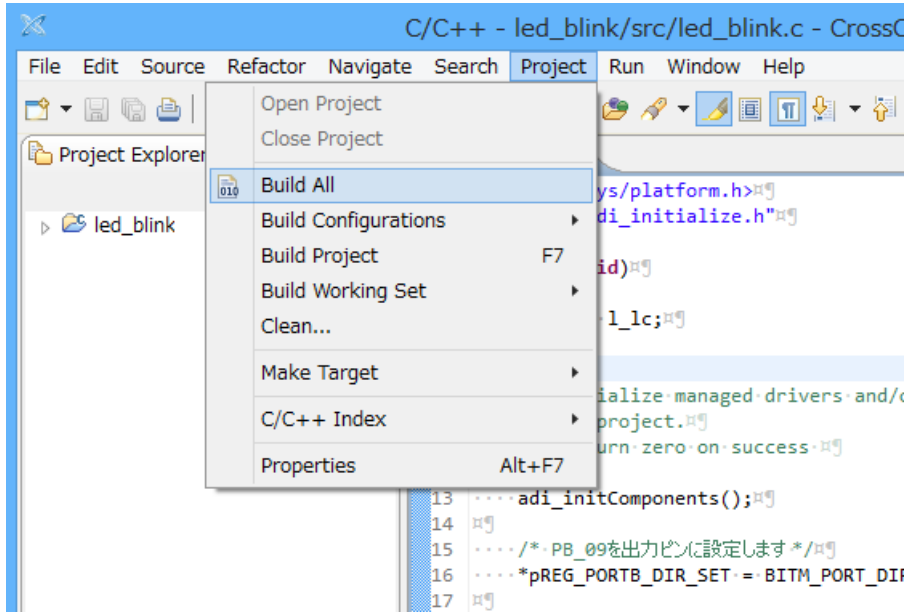 C/C++ - led_blink/src/led_blink.c - CrossC
File Edit Source Refactor Navigate Search Project Run Window Help
Project Explorer
led_blink
Open Project
Close Project
Build All
Build Configurations
Build Project F7
Build Working Set
Clean...
Make Target
C/C++ Index
Properties Alt+F7
ys/platform.h>
di_initialize.h"
id)
l_lc;
ialize managed drivers and/o
project.
urn zero on success
13 adi_initComponents();
14
15 /* PB_09を出力ピンに設定します */
16 *pREG_PORTB_DIR_SET = BITM_PORT_DIR
17